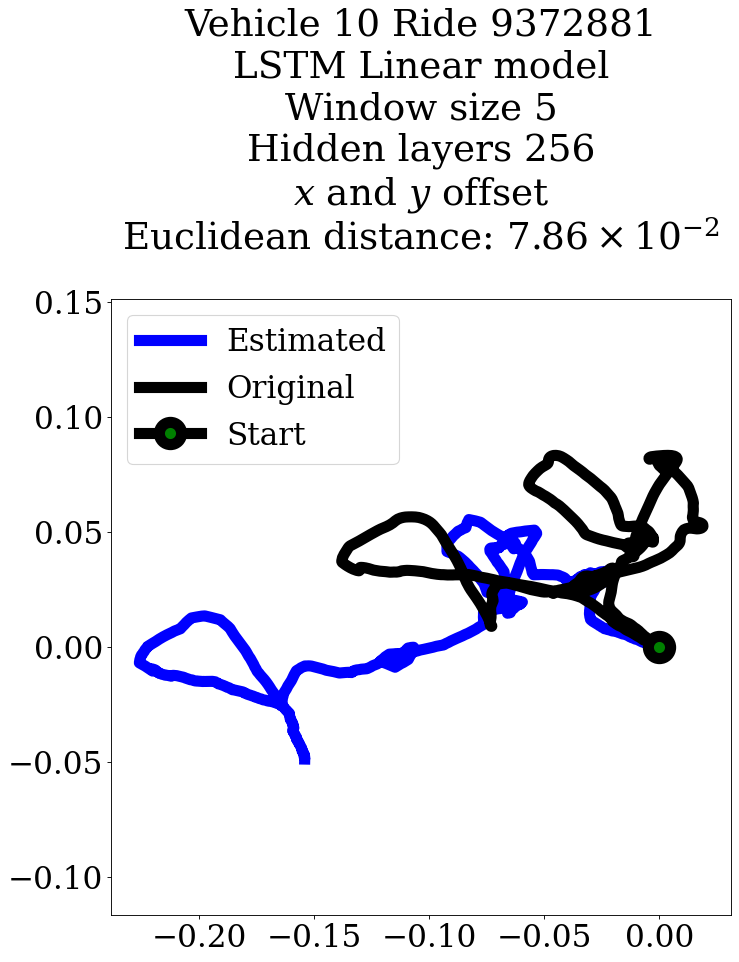 Vehicle 10 Ride 9372881
LSTM Linear model
Window size 5
Hidden layers 256
x and y offset
Euclidean distance: 7.86 × 10⁻²
Estimated
Original
Start
0.15
0.10
0.05
0.00
−0.05
−0.10
−0.20 −0.15 −0.10 −0.05 0.00